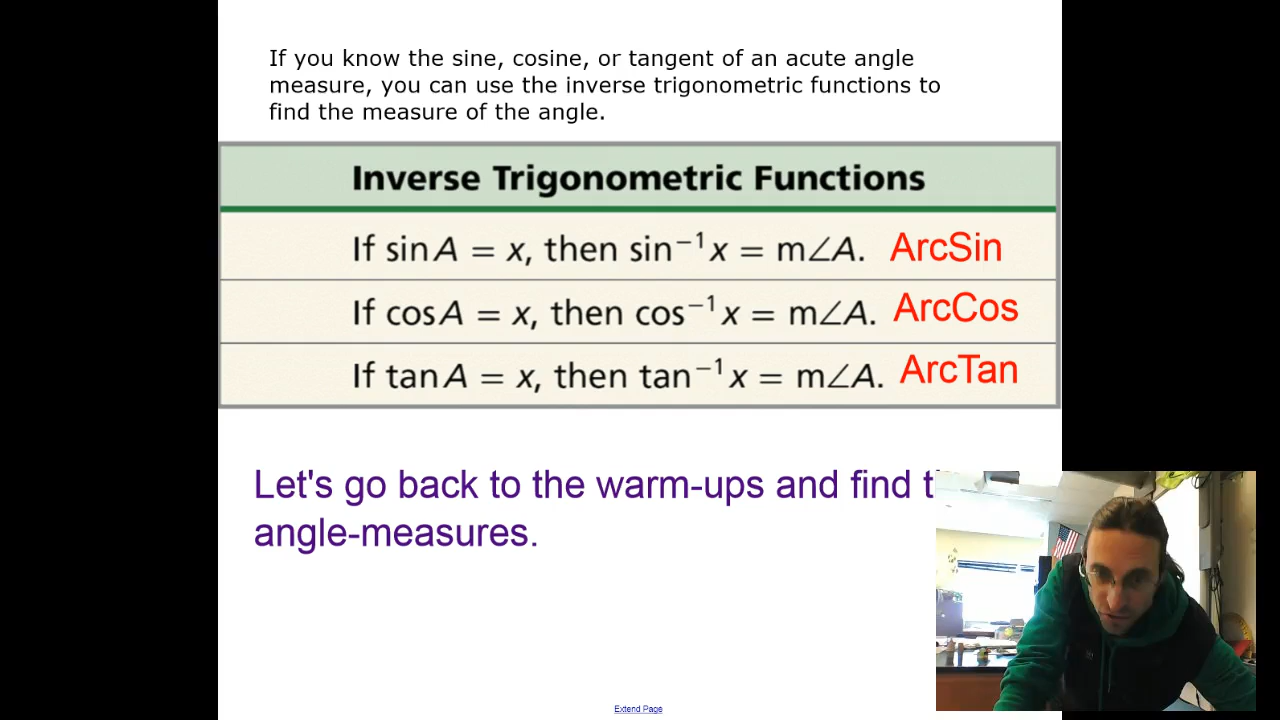 If you know the sine, cosine, or tangent of an acute angle
measure, you can use the inverse trigonometric functions to
find the measure of the angle.
Inverse Trigonometric Functions
If sin A = x, then sin⁻¹x = m∠A. ArcSin
If cos A = x, then cos⁻¹x = m∠A. ArcCos
If tan A = x, then tan⁻¹x = m∠A. ArcTan
Let's go back to the warm-ups and find
angle-measures.
Extend Page